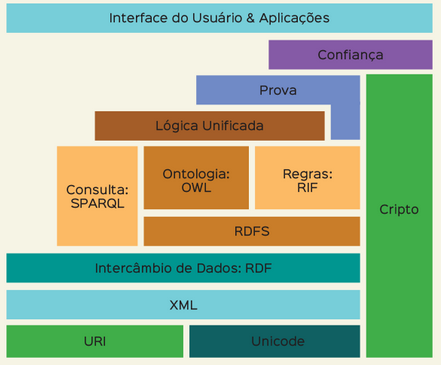 Interface do Usuário & Aplicações
Confiança
Prova
Lógica Unificada
Consulta:
SPARQL
Ontologia:
OWL
Regras:
RIF
Cripto
RDFS
Intercâmbio de Dados: RDF
XML
URI
Unicode